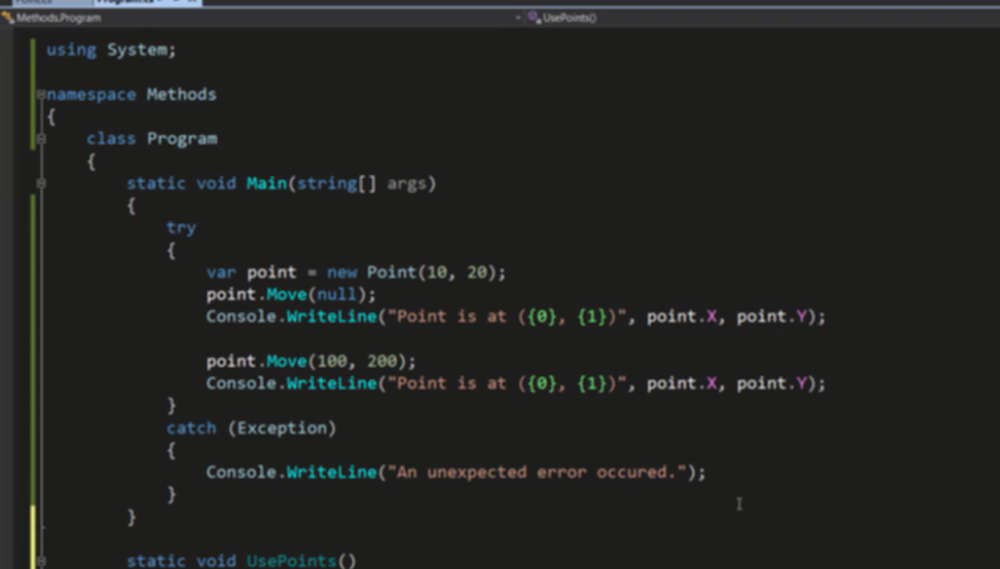 Methods.Program
UsePoints()
using System;
namespace Methods
{
class Program
{
static void Main(string[] args)
{
try
{
var point = new Point(10, 20);
point.Move(null);
Console.WriteLine("Point is at ({0}, {1})", point.X, point.Y);
point.Move(100, 200);
Console.WriteLine("Point is at ({0}, {1})", point.X, point.Y);
}
catch (Exception)
{
Console.WriteLine("An unexpected error occured.");
}
}
static void UsePoints()